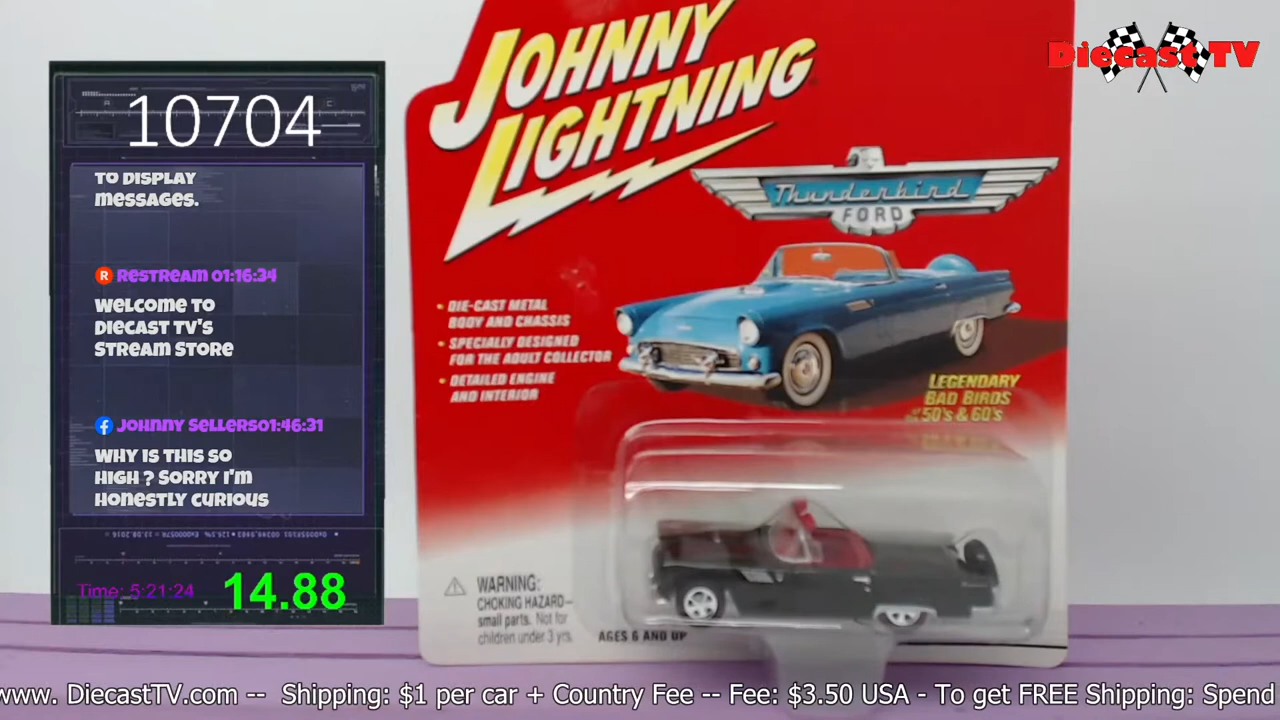 Diecast TV
10704
TO DISPLAY
MESSAGES.
Restream 01:16:34
WELCOME TO
DIECAST TV'S
STREAM STORE
Johnny Sellers01:46:31
WHY IS THIS SO
HIGH ? SORRY I'M
HONESTLY CURIOUS
Time: 5:21:24
14.88
JOHNNY
LIGHTNING
Thunderbird
FORD
• DIE-CAST METAL
BODY AND CHASSIS
• SPECIALLY DESIGNED
FOR THE ADULT COLLECTOR
• DETAILED ENGINE
AND INTERIOR
LEGENDARY
BAD BIRDS
50's & 60's
WARNING:
CHOKING HAZARD—
small parts. Not for
children under 3 yrs.
AGES 6 AND UP
www. DiecastTV.com -- Shipping: $1 per car + Country Fee -- Fee: $3.50 USA - To get FREE Shipping: Spend